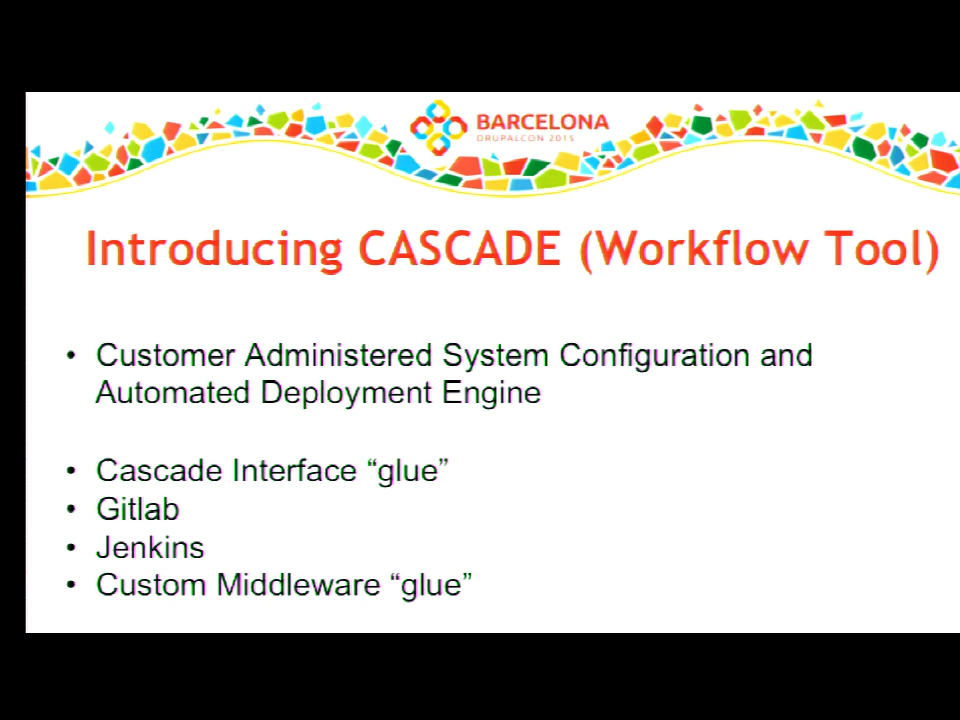 BARCELONA
DRUPALCON 2015
Introducing CASCADE (Workflow Tool)
• Customer Administered System Configuration and
Automated Deployment Engine
• Cascade Interface “glue”
• Gitlab
• Jenkins
• Custom Middleware “glue”